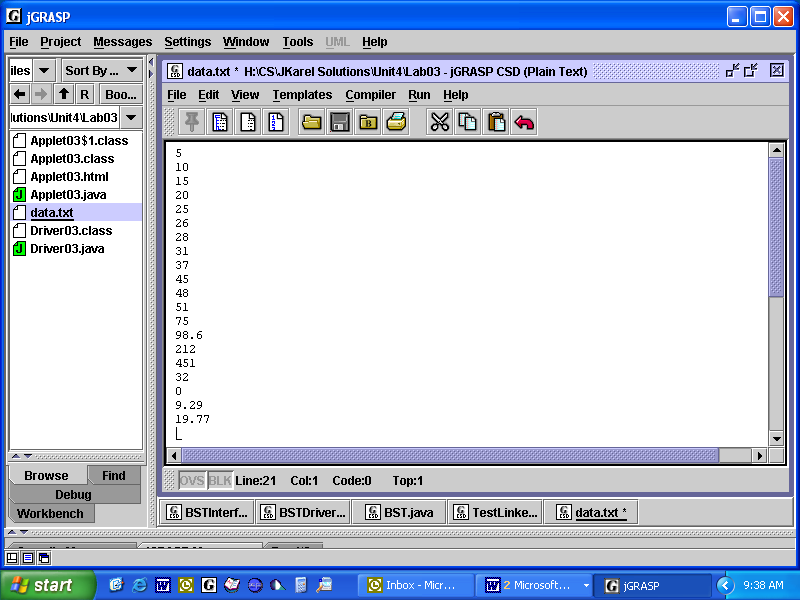 jGRASP
File Project Messages Settings Window Tools UML Help
iles Sort By ...
R Boo...
lutions\Unit4\Lab03
Applet03$1.class
Applet03.class
Applet03.html
Applet03.java
data.txt
Driver03.class
Driver03.java
Browse Find
Debug
Workbench
data.txt * H:\CS\JKarel Solutions\Unit4\Lab03 - jGRASP CSD (Plain Text)
File Edit View Templates Compiler Run Help
5
10
15
20
25
26
28
31
37
45
48
51
75
98.6
212
451
32
0
9.29
19.77
OVS BLK Line:21 Col:1 Code:0 Top:1
BSTInterf... BSTDriver... BST.java TestLinke... data.txt *
start Inbox - Micr... 2 Microsoft... jGRASP 9:38 AM